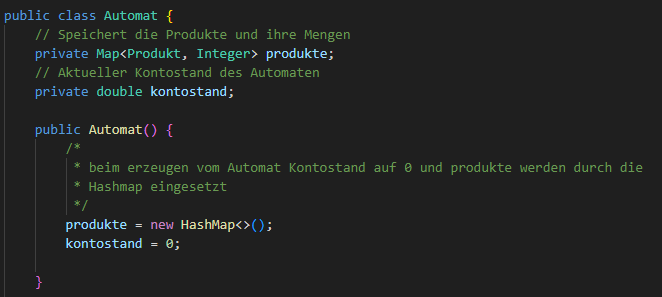 public class Automat {
// Speichert die Produkte und ihre Mengen
private Map<Produkt, Integer> produkte;
// Aktueller Kontostand des Automaten
private double kontostand;
public Automat() {
/*
* beim erzeugen vom Automat Kontostand auf 0 und produkte werden durch die
* Hashmap eingesetzt
*/
produkte = new HashMap<>();
kontostand = 0;
}